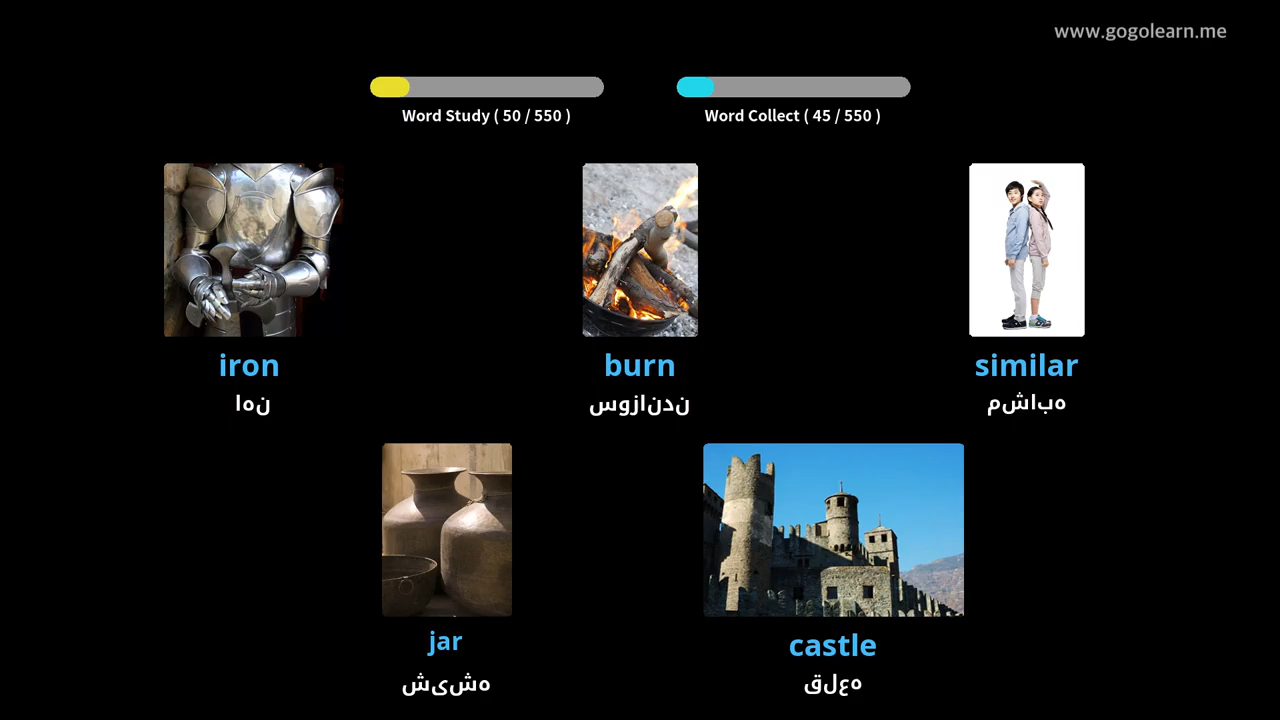 www.gogolearn.me
Word Study ( 50 / 550 )
Word Collect ( 45 / 550 )
iron
burn
similar
اهن
سوزاندن
مشابه
jar
castle
شیشه
قلعه